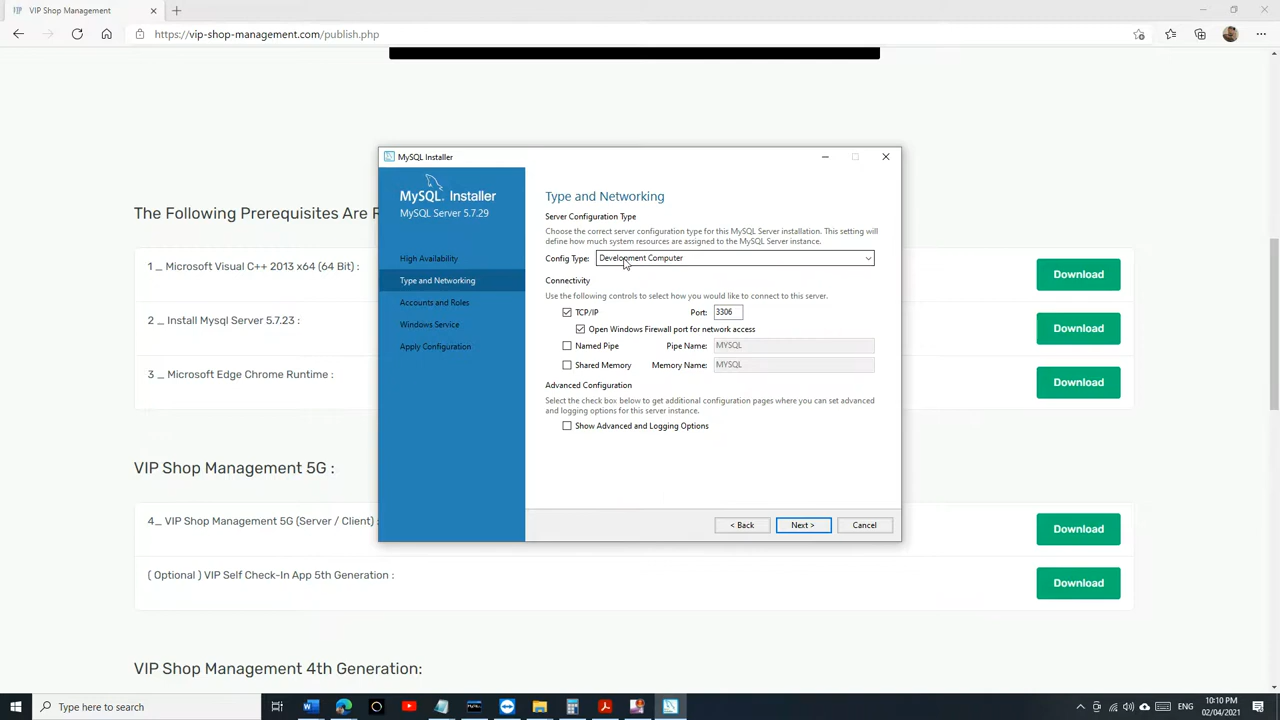 VIP Shop Management
https://vip-shop-management.com/publish.php
MySQL Installer
MySQL. Installer
MySQL Server 5.7.29
High Availability
Type and Networking
Accounts and Roles
Windows Service
Apply Configuration
Type and Networking
Server Configuration Type
Choose the correct server configuration type for this MySQL Server installation. This setting will
define how much system resources are assigned to the MySQL Server instance.
Config Type: Development Computer
Connectivity
Use the following controls to select how you would like to connect to this server.
TCP/IP Port: 3306
Open Windows Firewall port for network access
Named Pipe Pipe Name: MYSQL
Shared Memory Memory Name: MYSQL
Advanced Configuration
Select the check box below to get additional configuration pages where you can set advanced
and logging options for this server instance.
Show Advanced and Logging Options
< Back Next > Cancel
The Following Prerequisites Are
1 _ Microsoft Visual C++ 2013 x64 (64 Bit) :
Download
2 _ Install Mysql Server 5.7.23 :
Download
3 _ Microsoft Edge Chrome Runtime :
Download
VIP Shop Management 5G :
4_ VIP Shop Management 5G (Server / Client) :
Download
( Optional ) VIP Self Check-In App 5th Generation :
Download
VIP Shop Management 4th Generation:
Type here to search
ENG
10:10 PM
02/04/2021